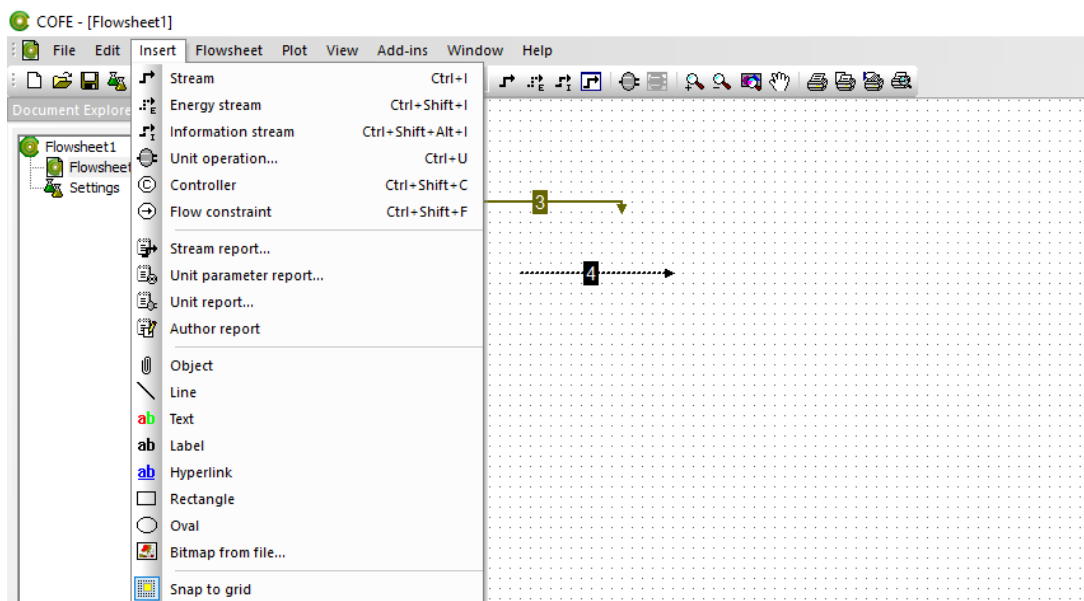 COFE - [Flowsheet1]
File Edit Insert Flowsheet Plot View Add-ins Window Help
Document Explore
Flowsheet1
Flowsheet
Settings
Stream Ctrl+I
Energy stream Ctrl+Shift+I
Information stream Ctrl+Shift+Alt+I
Unit operation... Ctrl+U
Controller Ctrl+Shift+C
Flow constraint Ctrl+Shift+F
Stream report...
Unit parameter report...
Unit report...
Author report
Object
Line
ab Text
ab Label
ab Hyperlink
Rectangle
Oval
Bitmap from file...
Snap to grid
3
4